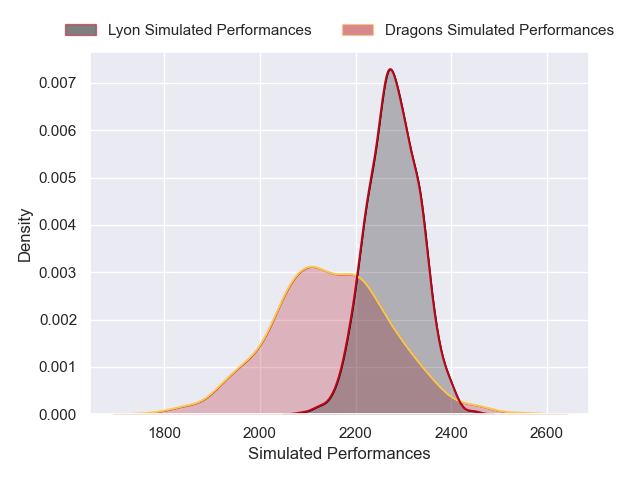 Lyon Simulated Performances Dragons Simulated Performances
0.007
0.006
0.005
0.004
0.003
0.002
0.001
0.000
Density
1800 2000 2200 2400 2600
Simulated Performances